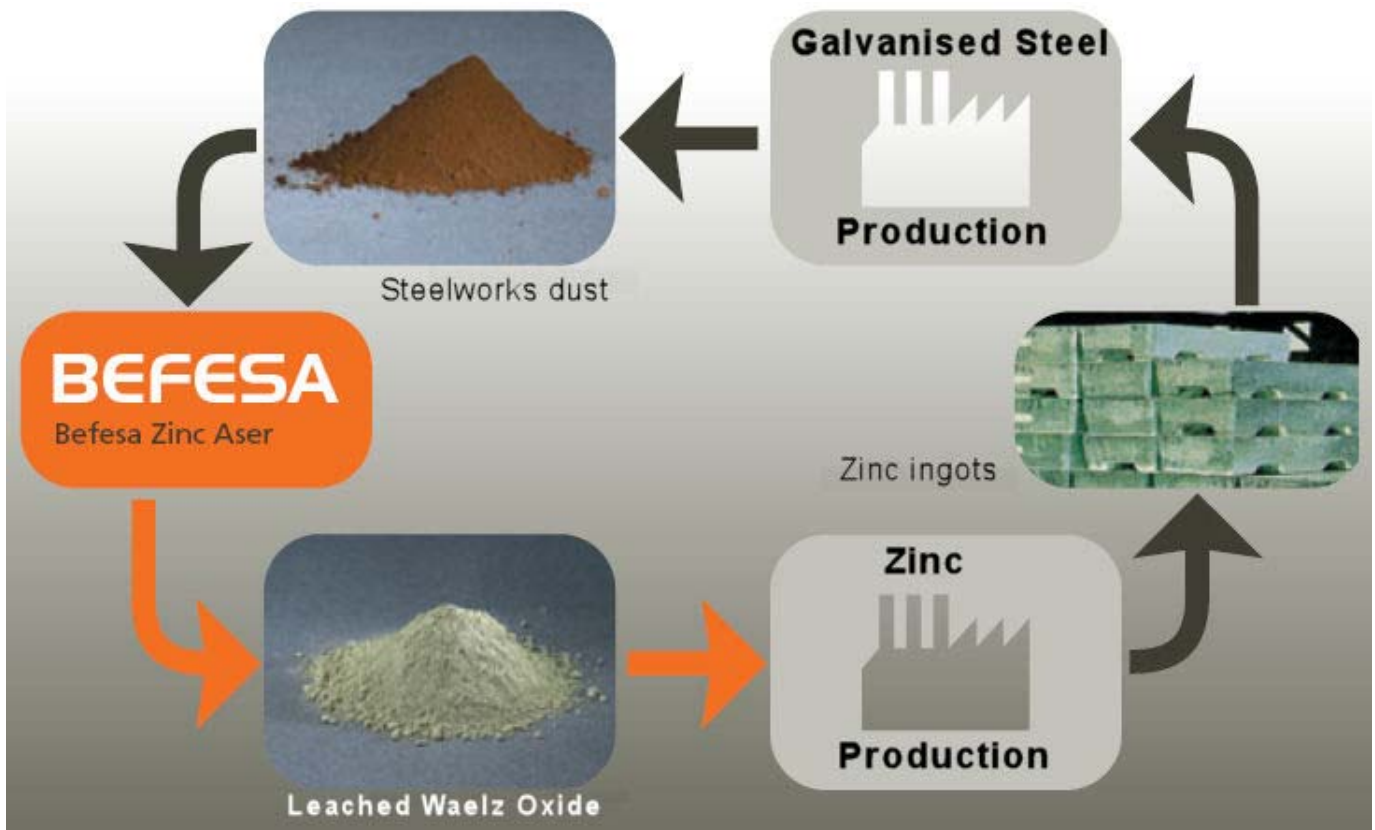 Galvanised Steel
Production
Steelworks dust
BEFESA
Befesa Zinc Aser
Zinc ingots
Leached Waelz Oxide
Zinc
Production